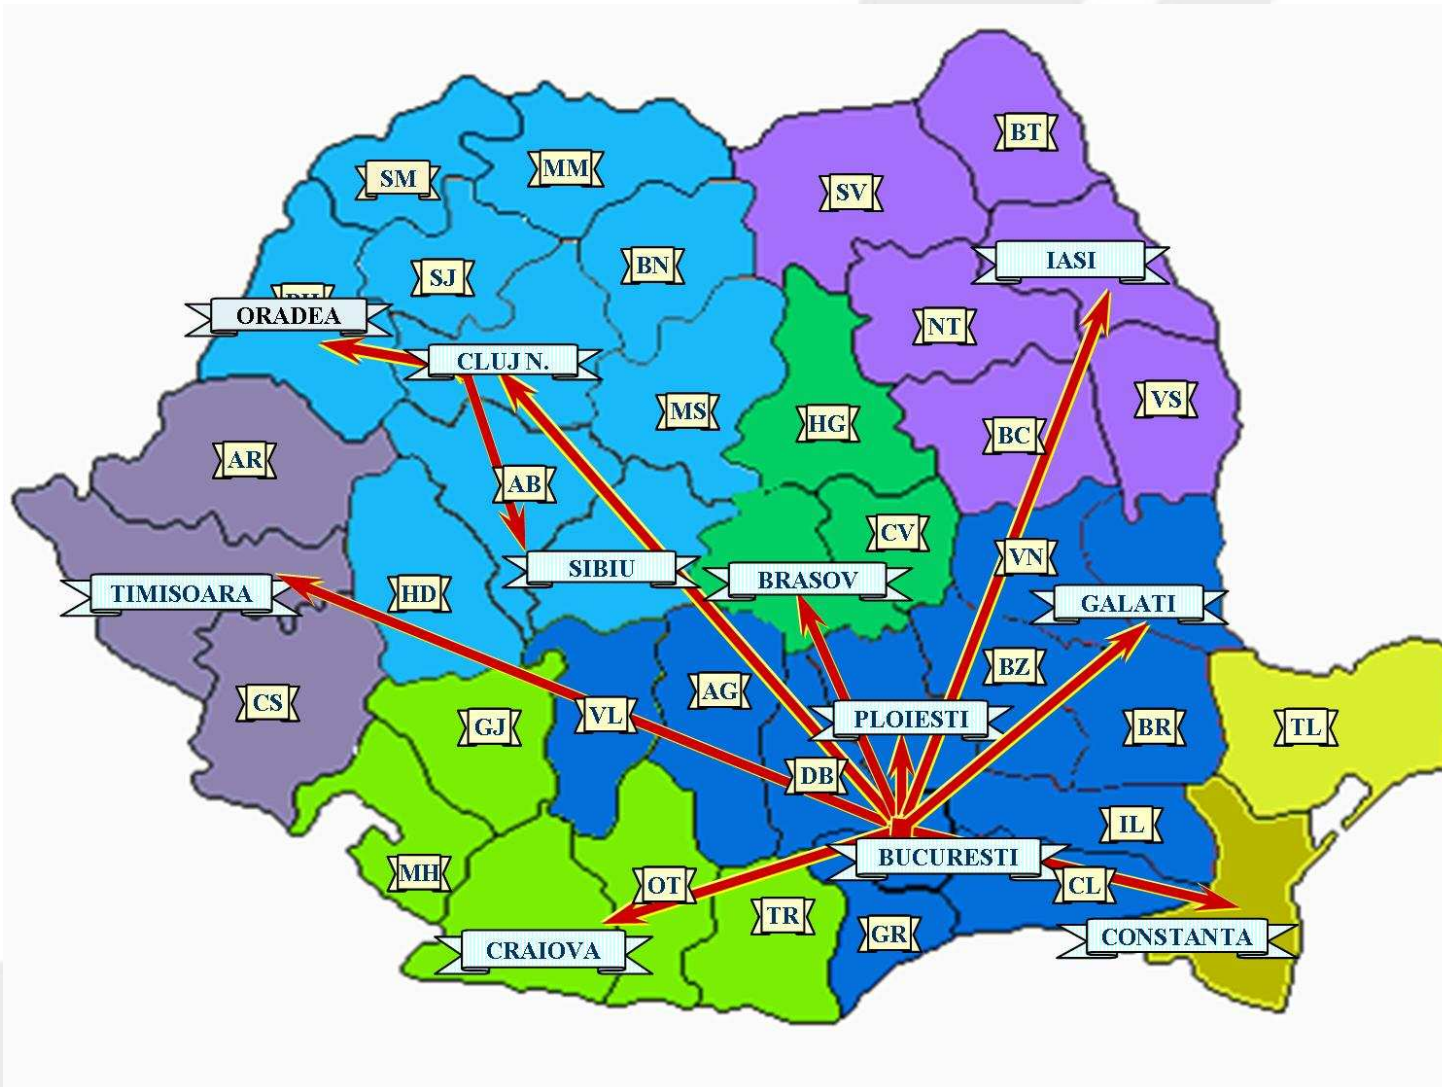 BT
MM
SM
SV
IASI
BN
SJ
ORADEA
NT
CLUJ N.
VS
MS
HG
BC
AR
AB
CV
VN
SIBIU
BRASOV
TIMISOARA
HD
GALATI
BZ
AG
CS
VL
PLOIESTI
GJ
BR
TL
DB
IL
BUCURESTI
MH
OT
CL
TR
GR
CONSTANTA
CRAIOVA